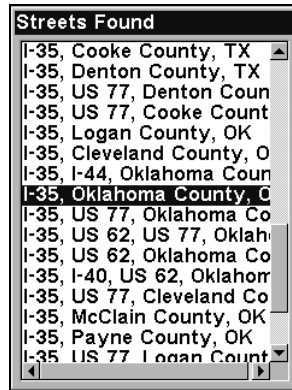 Streets Found
I-35, Cooke County, TX
I-35, Denton County, TX
I-35, US 77, Denton Coun
I-35, US 77, Cooke Count
I-35, Logan County, OK
I-35, Cleveland County, O
I-35, I-44, Oklahoma Coun
I-35, Oklahoma County, O
I-35, US 77, Oklahoma Co
I-35, US 62, US 77, Oklah
I-35, US 62, Oklahoma Co
I-35, I-40, US 62, Oklahom
I-35, US 77, Cleveland Co
I-35, McClain County, OK
I-35, Payne County, OK
I-35, US 77, Logan Count